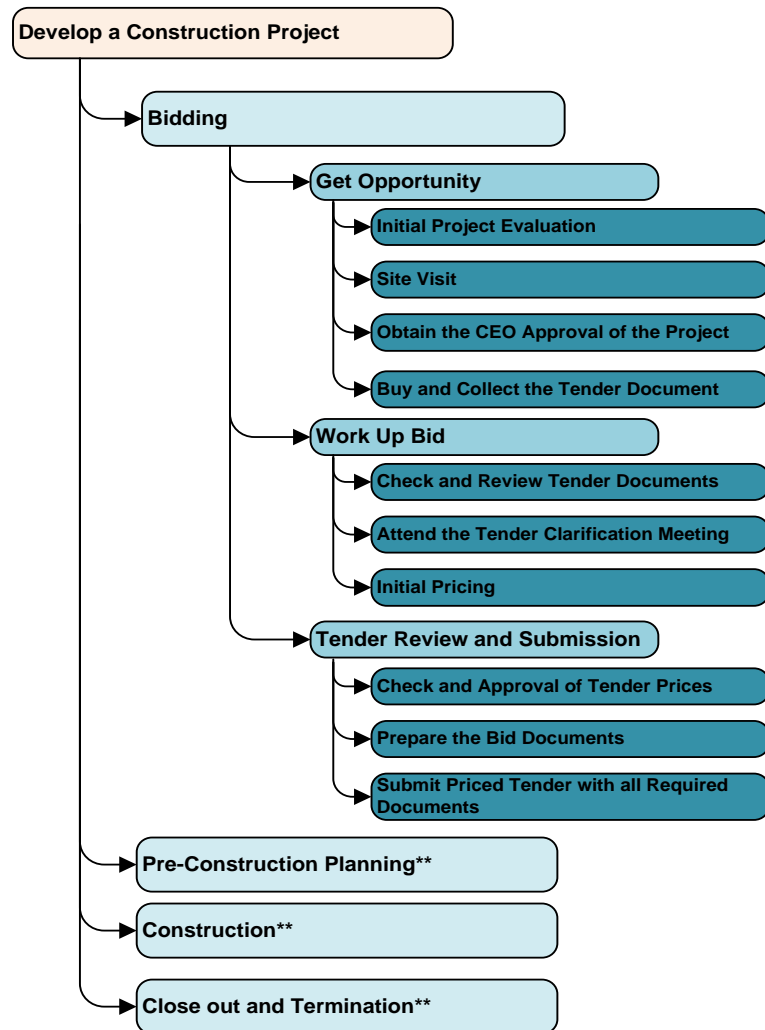 Develop a Construction Project
Bidding
Get Opportunity
Initial Project Evaluation
Site Visit
Obtain the CEO Approval of the Project
Buy and Collect the Tender Document
Work Up Bid
Check and Review Tender Documents
Attend the Tender Clarification Meeting
Initial Pricing
Tender Review and Submission
Check and Approval of Tender Prices
Prepare the Bid Documents
Submit Priced Tender with all Required
Documents
Pre-Construction Planning**
Construction**
Close out and Termination**